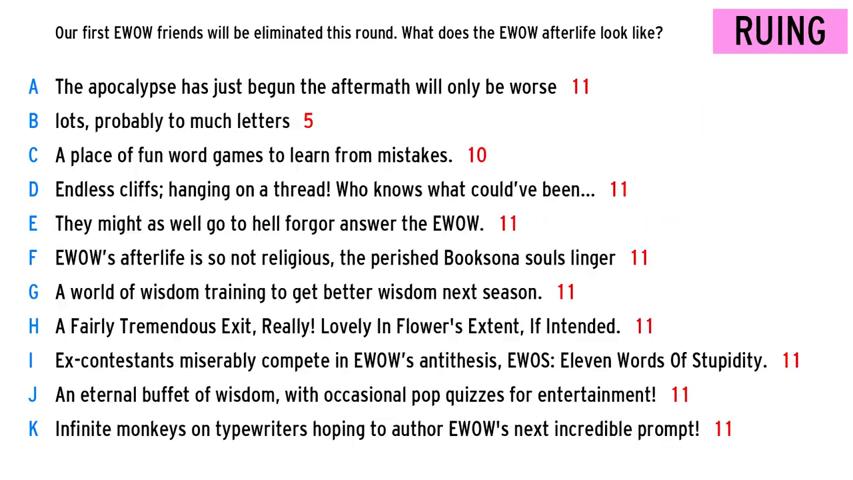 Our first EWOW friends will be eliminated this round. What does the EWOW afterlife look like?
RUING
A The apocalypse has just begun the aftermath will only be worse 11
B lots, probably to much letters 5
C A place of fun word games to learn from mistakes. 10
D Endless cliffs; hanging on a thread! Who knows what could've been... 11
E They might as well go to hell forgor answer the EWOW. 11
F EWOW's afterlife is so not religious, the perished Booksona souls linger 11
G A world of wisdom training to get better wisdom next season. 11
H A Fairly Tremendous Exit, Really! Lovely In Flower's Extent, If Intended. 11
I Ex-contestants miserably compete in EWOW's antithesis, EWOS: Eleven Words Of Stupidity. 11
J An eternal buffet of wisdom, with occasional pop quizzes for entertainment! 11
K Infinite monkeys on typewriters hoping to author EWOW's next incredible prompt! 11